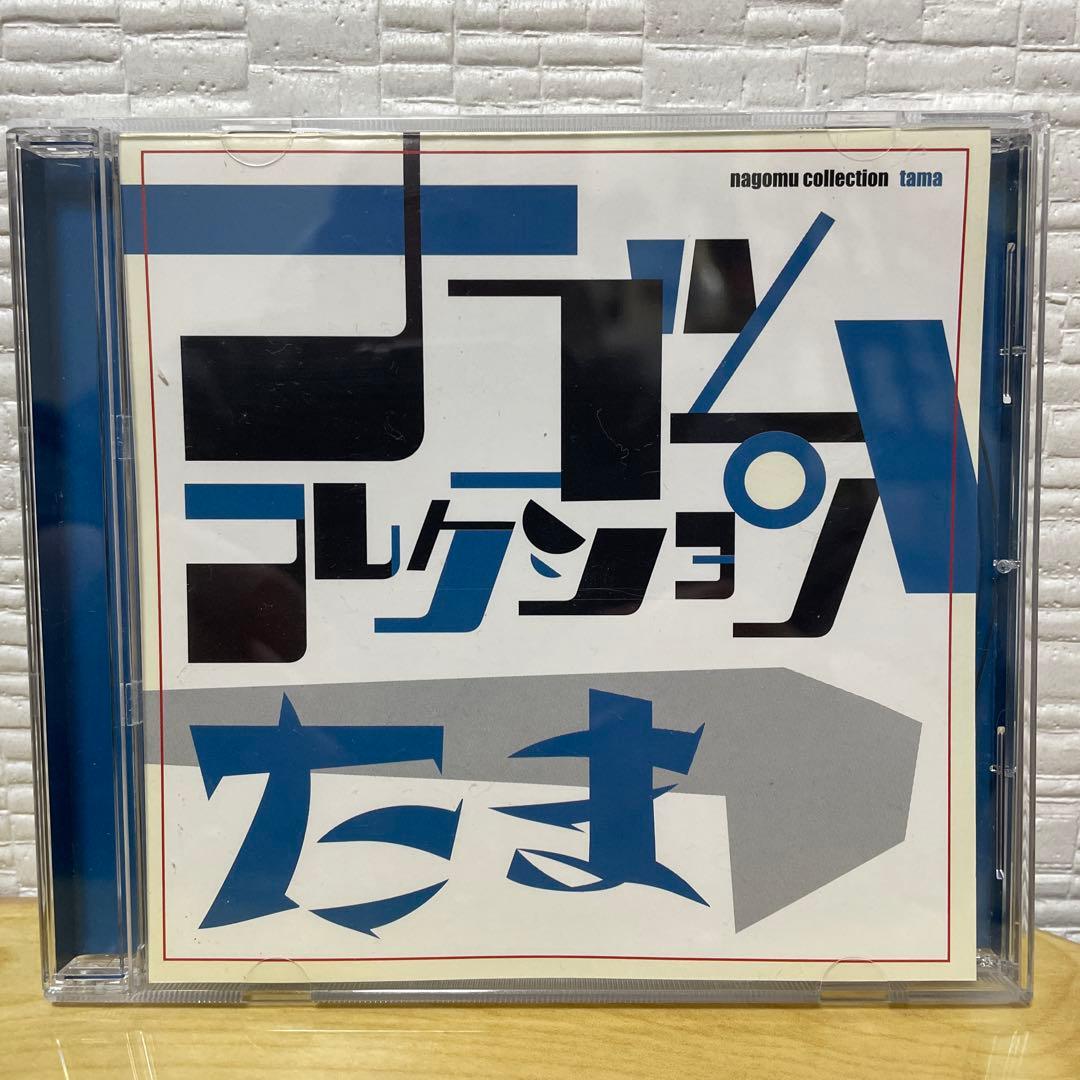 nagomu collection tama
ナゴム
コレクション
たま